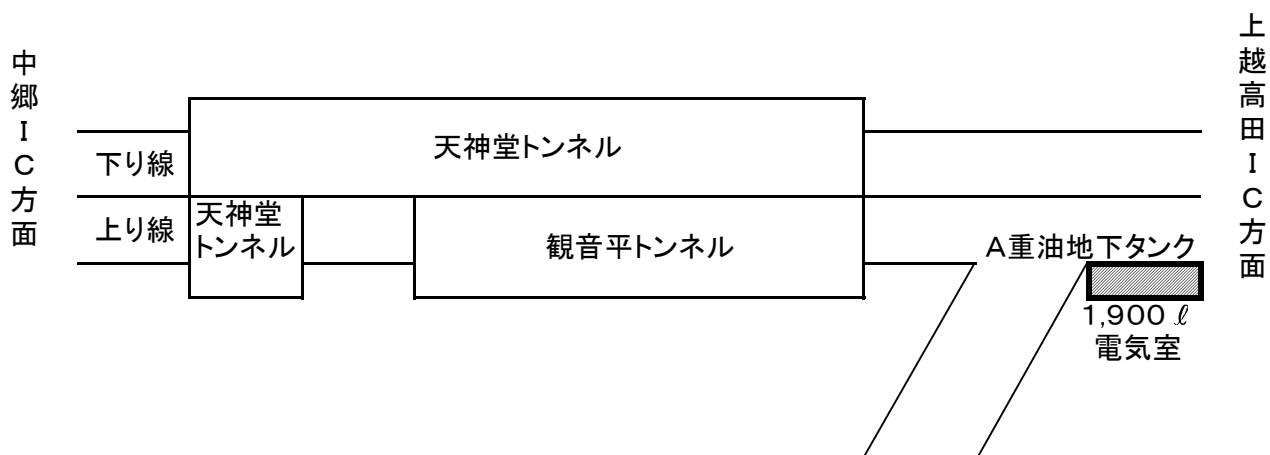 中郷IC方面
上越高田IC方面
天神堂トンネル
下り線
上り線
天神堂
トンネル
観音平トンネル
A重油地下タンク
1,900 ℓ
電気室